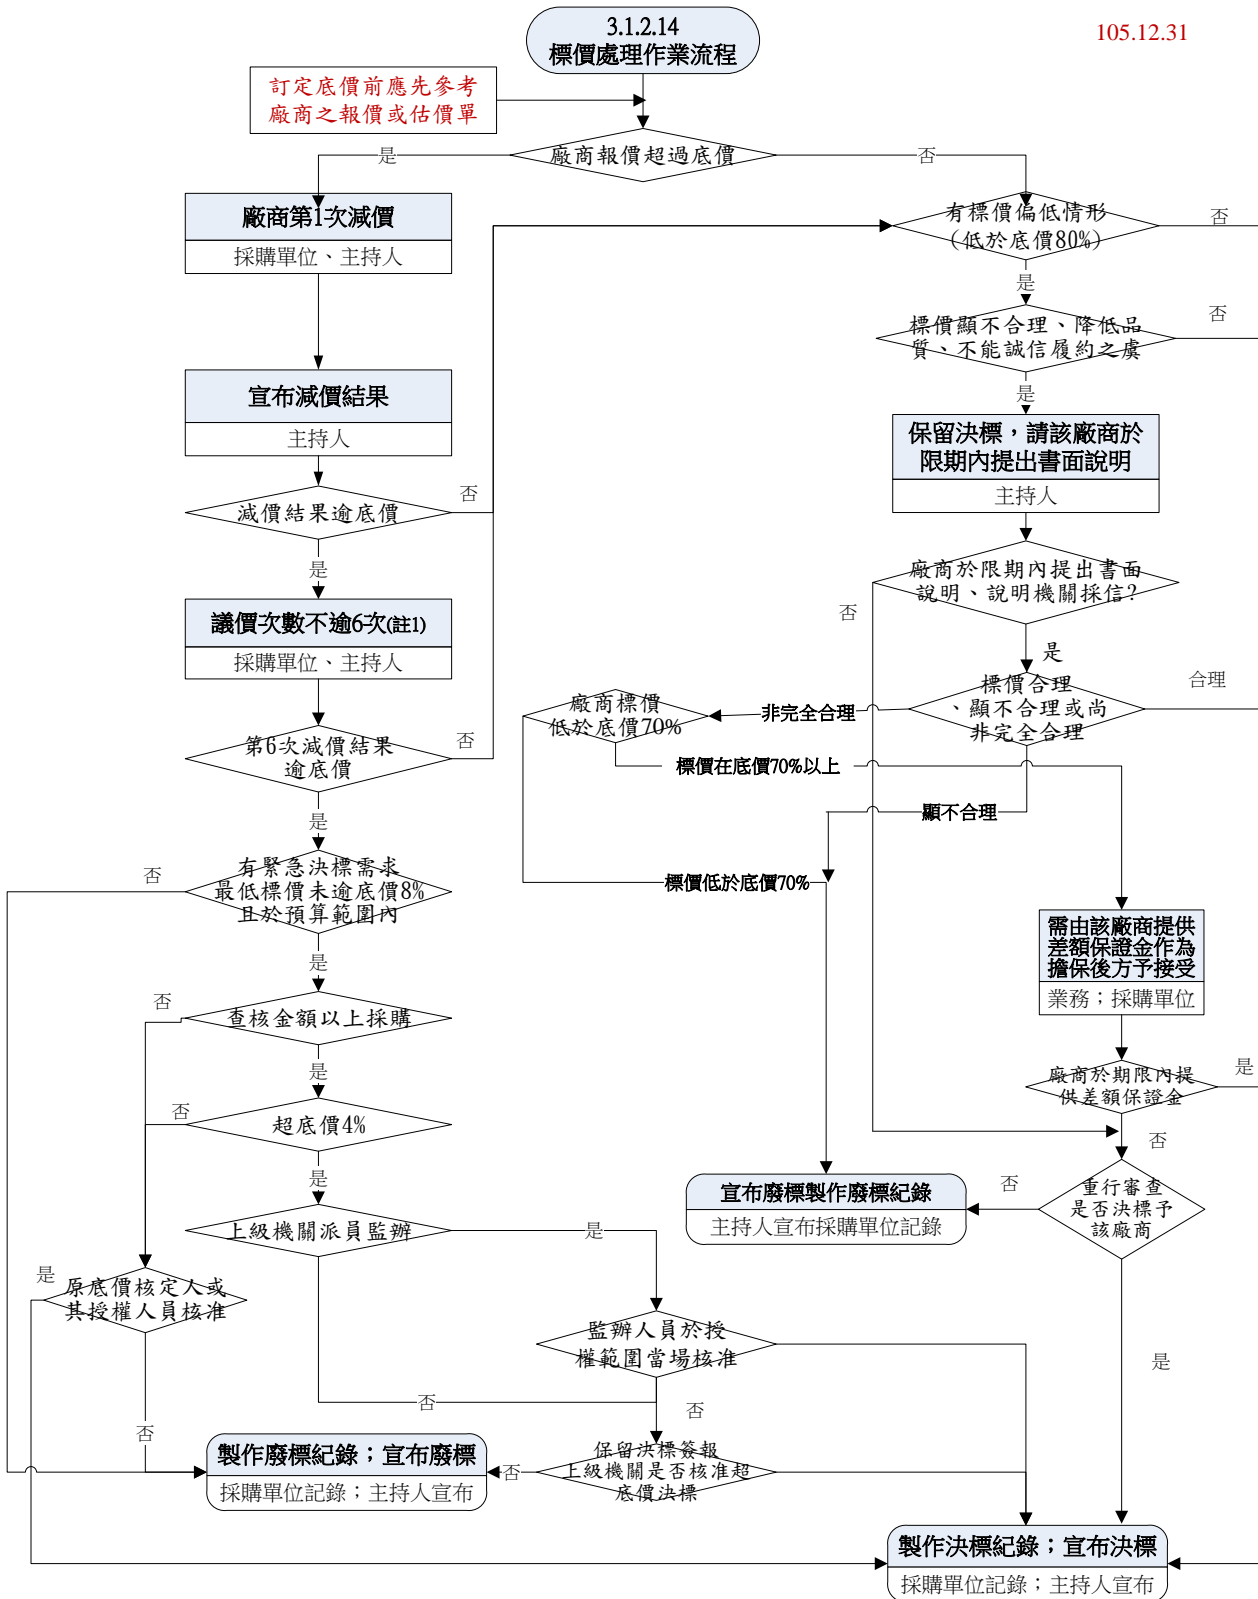 3.1.2.14
標價處理作業流程
105.12.31
訂定底價前應先參考
廠商之報價或估價單
廠商報價超過底價
是
否
廠商第1次減價
採購單位、主持人
有標價偏低情形
(低於底價80%)
否
是
標價顯不合理、降低品
質、不能誠信履約之虞
否
是
宣布減價結果
主持人
保留決標，請該廠商於
限期內提出書面說明
主持人
減價結果逾底價
否
是
廠商於限期內提出書面
說明、說明機關採信?
否
是
議價次數不逾6次(註1)
採購單位、主持人
標價合理
、顯不合理或尚
非完全合理
合理
非完全合理
廠商標價
低於底價70%
標價在底價70%以上
顯不合理
標價低於底價70%
第6次減價結果
逾底價
否
是
有緊急決標需求
最低標價未逾底價8%
且於預算範圍內
否
是
需由該廠商提供
差額保證金作為
擔保後方予接受
業務；採購單位
查核金額以上採購
否
是
廠商於期限內提
供差額保證金
是
否
超底價4%
否
是
重行審查
是否決標予
該廠商
否
是
宣布廢標製作廢標紀錄
主持人宣布採購單位記錄
上級機關派員監辦
是
否
原底價核定人或
其授權人員核准
是
否
監辦人員於授
權範圍當場核准
否
保留決標簽報
上級機關是否核准超
底價決標
否
製作廢標紀錄；宣布廢標
採購單位記錄；主持人宣布
製作決標紀錄；宣布決標
採購單位記錄；主持人宣布